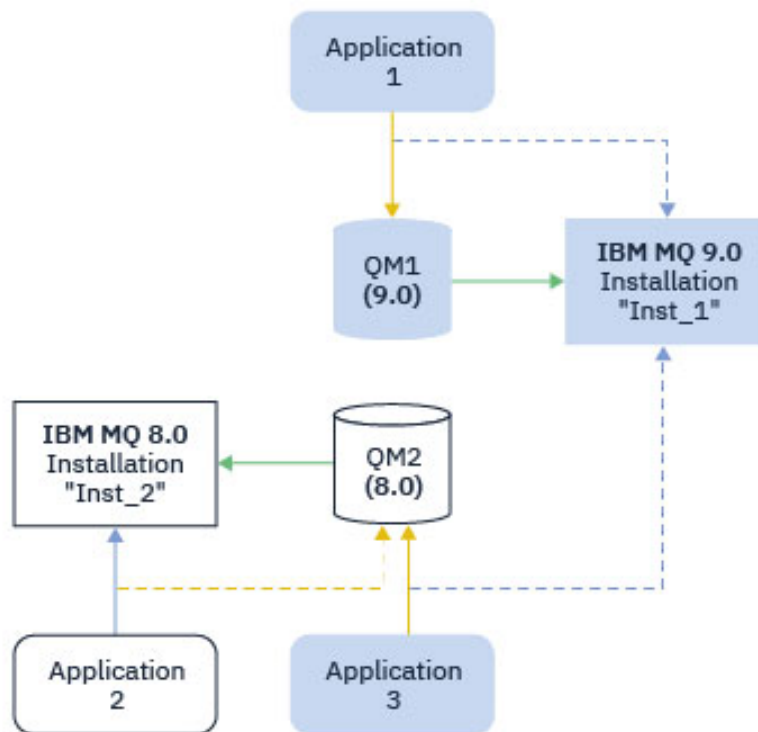 Application
1
QM1
(9.0)
IBM MQ 9.0
Installation
"Inst_1"
IBM MQ 8.0
Installation
"Inst_2"
QM2
(8.0)
Application
2
Application
3